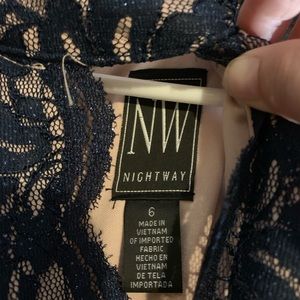 NW
NIGHTWAY
6
MADE IN
VIETNAM
OF IMPORTED
FABRIC
HECHO EN
VIETNAM
DE TELA
IMPORTADA